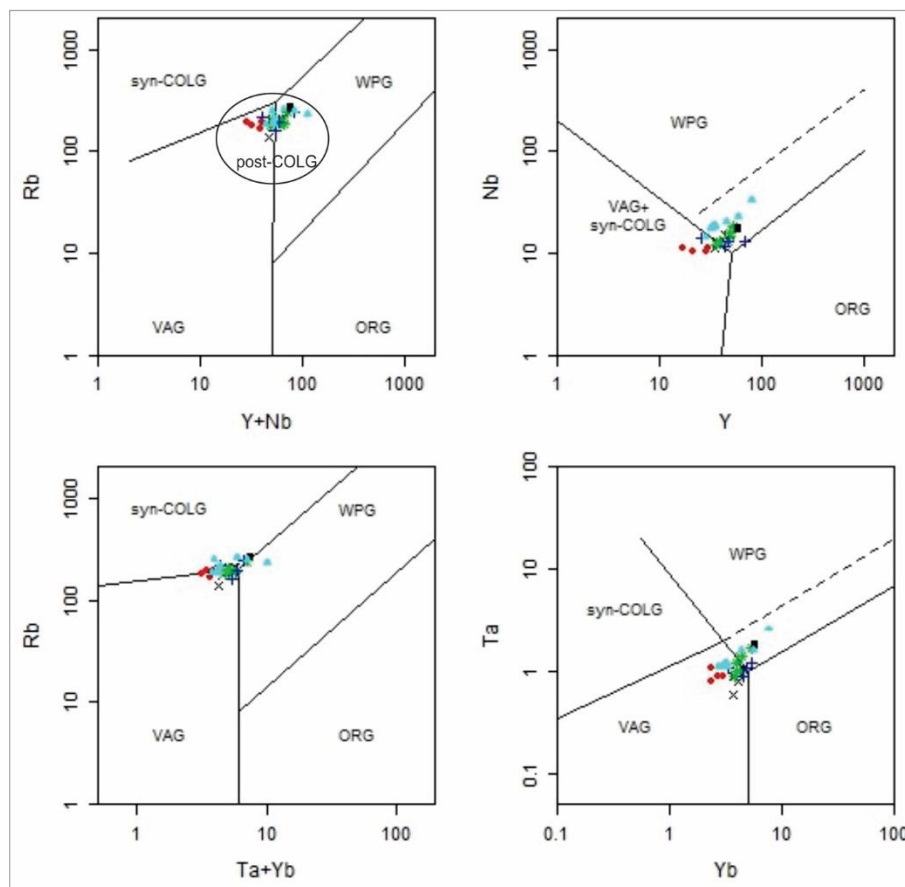 1000
100
10
1
Rb
syn-COLG
WPG
post-COLG
VAG
ORG
1
10
100
1000
Y+Nb
1000
100
10
1
Nb
WPG
VAG+
syn-COLG
ORG
1
10
100
1000
Y
1000
100
10
1
Rb
syn-COLG
WPG
VAG
ORG
1
10
100
Ta+Yb
100
10
1
0.1
Ta
WPG
syn-COLG
VAG
ORG
0.1
1
10
100
Yb